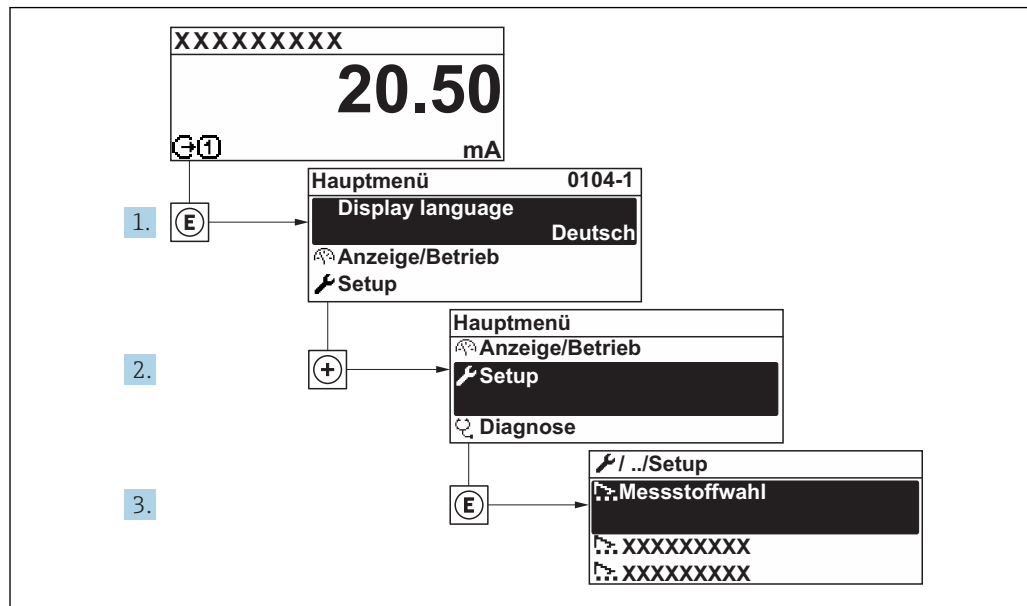 XXXXXXXXX
20.50
1
mA
1.
E
Hauptmenü 0104-1
Display language
Deutsch
Anzeige/Betrieb
Setup
2.
+
Hauptmenü
Anzeige/Betrieb
Setup
Diagnose
3.
E
/ ../Setup
Messstoffwahl
XXXXXXXXX
XXXXXXXXX